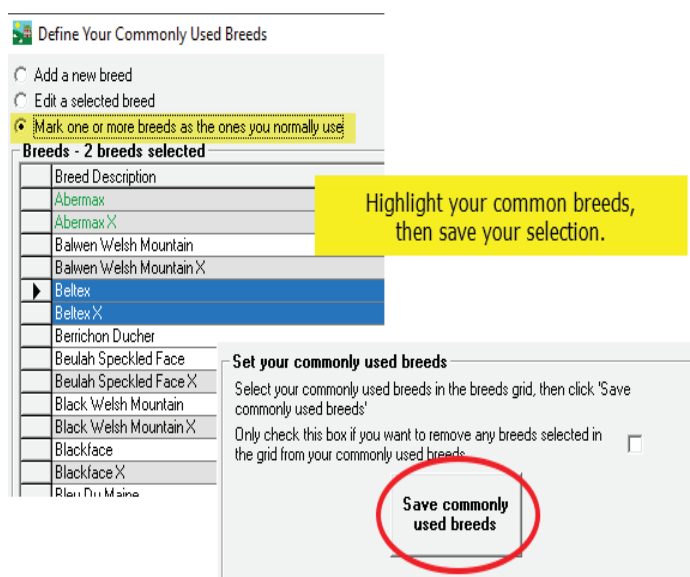 Define Your Commonly Used Breeds
Add a new breed
Edit a selected breed
Mark one or more breeds as the ones you normally use
Breeds - 2 breeds selected
Breed Description
Abermax
Abermax X
Balwen Welsh Mountain
Balwen Welsh Mountain X
Beltex
Beltex X
Berrichon Ducher
Beulah Speckled Face
Beulah Speckled Face X
Black Welsh Mountain
Black Welsh Mountain X
Blackface
Blackface X
Bleu Du Maine
Highlight your common breeds,
then save your selection.
Set your commonly used breeds
Select your commonly used breeds in the breeds grid, then click 'Save
commonly used breeds'
Only check this box if you want to remove any breeds selected in
the grid from your commonly used breeds
Save commonly
used breeds